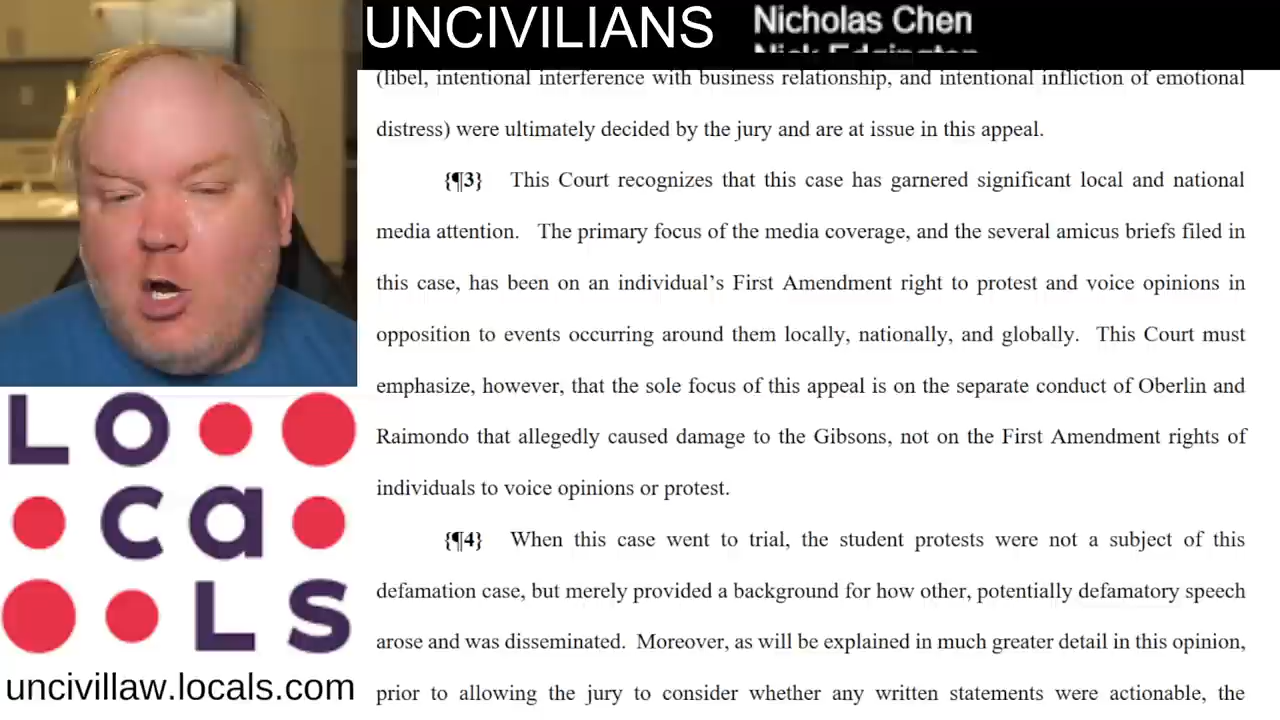 UNCIVILIANS
Nicholas Chen
Nick Edgington
(libel, intentional interference with business relationship, and intentional infliction of emotional
distress) were ultimately decided by the jury and are at issue in this appeal.
{¶3} This Court recognizes that this case has garnered significant local and national
media attention. The primary focus of the media coverage, and the several amicus briefs filed in
this case, has been on an individual’s First Amendment right to protest and voice opinions in
opposition to events occurring around them locally, nationally, and globally. This Court must
emphasize, however, that the sole focus of this appeal is on the separate conduct of Oberlin and
Raimondo that allegedly caused damage to the Gibsons, not on the First Amendment rights of
individuals to voice opinions or protest.
{¶4} When this case went to trial, the student protests were not a subject of this
defamation case, but merely provided a background for how other, potentially defamatory speech
arose and was disseminated. Moreover, as will be explained in much greater detail in this opinion,
prior to allowing the jury to consider whether any written statements were actionable, the
LO
ca
LS
uncivillaw.locals.com